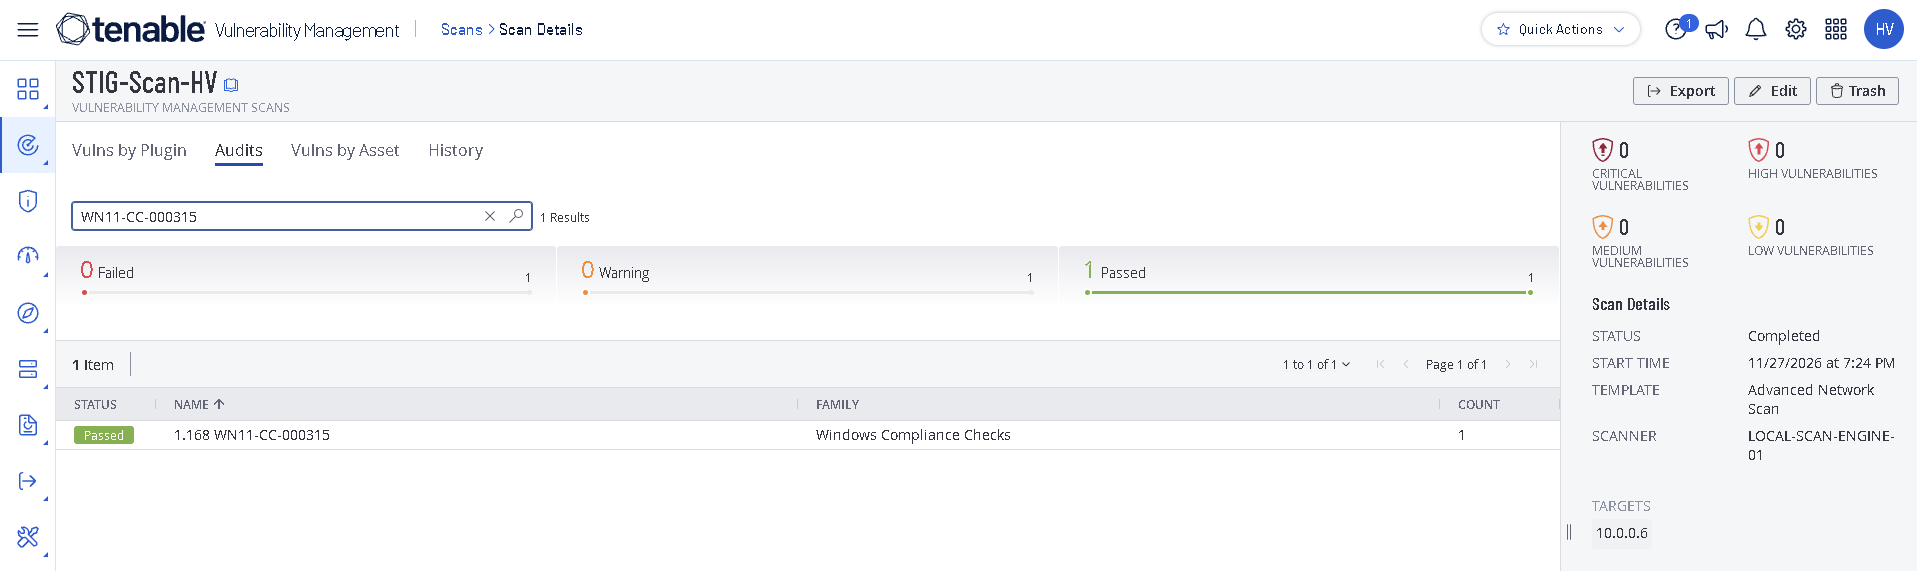 tenable Vulnerability Management Scans > Scan Details Quick Actions 1 HV
STIG-Scan-HV
VULNERABILITY MANAGEMENT SCANS
Export Edit Trash
Vulns by Plugin Audits Vulns by Asset History
WN11-CC-000315 1 Results
0 Failed 1 0 Warning 1 1 Passed 1
1 Item 1 to 1 of 1 Page 1 of 1
STATUS NAME FAMILY COUNT
Passed 1.168 WN11-CC-000315 Windows Compliance Checks 1
0
CRITICAL
VULNERABILITIES
0
HIGH VULNERABILITIES
0
MEDIUM
VULNERABILITIES
0
LOW VULNERABILITIES
Scan Details
STATUS Completed
START TIME 11/27/2026 at 7:24 PM
TEMPLATE Advanced Network
Scan
SCANNER LOCAL-SCAN-ENGINE-
01
TARGETS
10.0.0.6